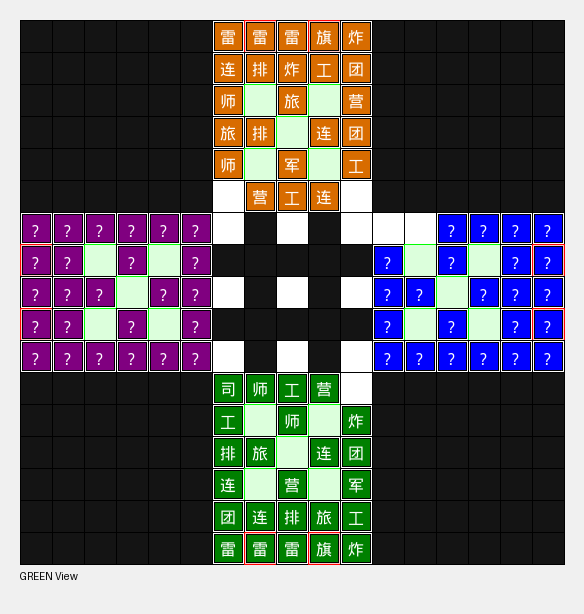 雷 雷 雷 旗 炸
连 排 炸 工 团
师 旅 营
旅 排 连 团
师 军 工
营 工 连
? ? ? ? ? ? ? ? ? ?
? ? ? ? ? ? ? ?
? ? ? ? ? ? ? ? ? ?
? ? ? ? ? ? ? ?
? ? ? ? ? ? ? ? ? ? ? ?
司 师 工 营
工 师 炸
排 旅 连 团
连 营 军
团 连 排 旅 工
雷 雷 雷 旗 炸
GREEN View